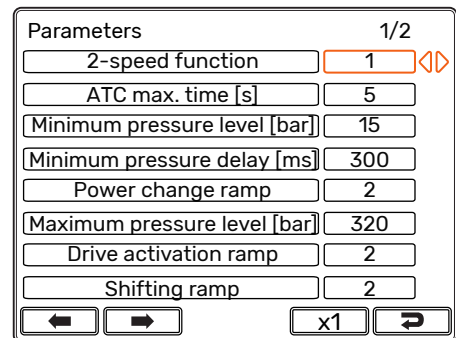 Parameters 1/2
2-speed function 1
ATC max. time [s] 5
Minimum pressure level [bar] 15
Minimum pressure delay [ms] 300
Power change ramp 2
Maximum pressure level [bar] 320
Drive activation ramp 2
Shifting ramp 2
x1